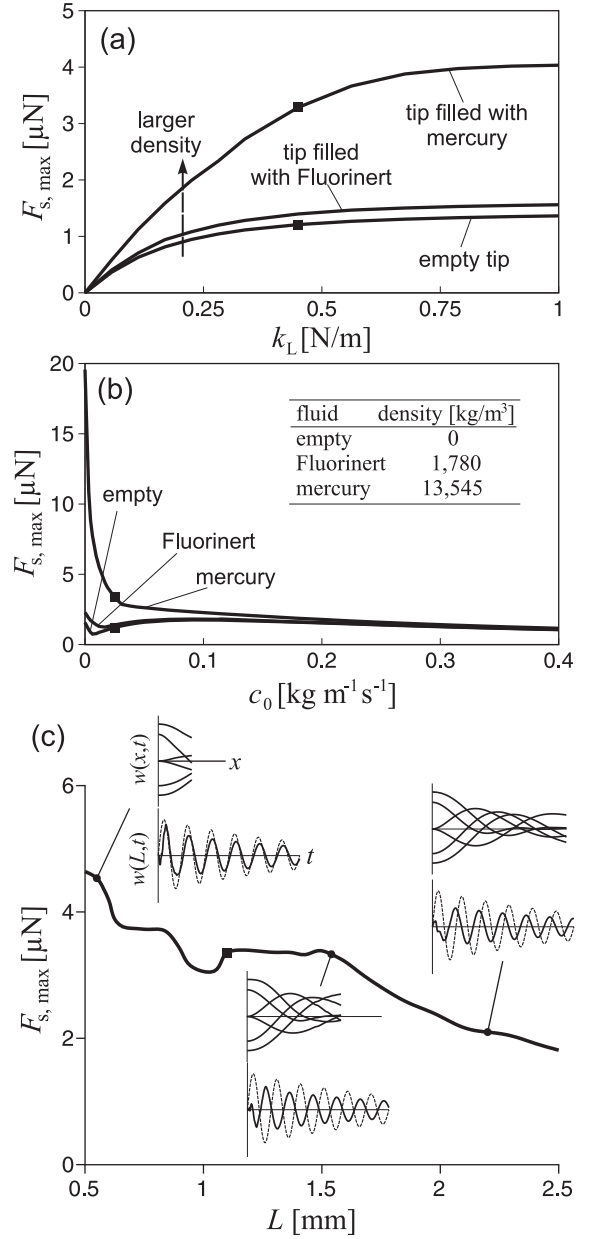 (a)
5
4
3
2
1
0
F_s, max [µN]
larger
density
tip filled with
mercury
tip filled
with Fluorinert
empty tip
0
0.25
0.5
0.75
1
k_L [N/m]
(b)
20
15
10
5
0
F_s, max [µN]
fluid density [kg/m³]
empty 0
Fluorinert 1,780
mercury 13,545
empty
Fluorinert
mercury
0
0.1
0.2
0.3
0.4
c_0 [kg m⁻¹ s⁻¹]
(c)
w(x,t)
x
w(L,t)
t
6
4
2
0
F_s, max [µN]
0.5
1
1.5
2
2.5
L [mm]